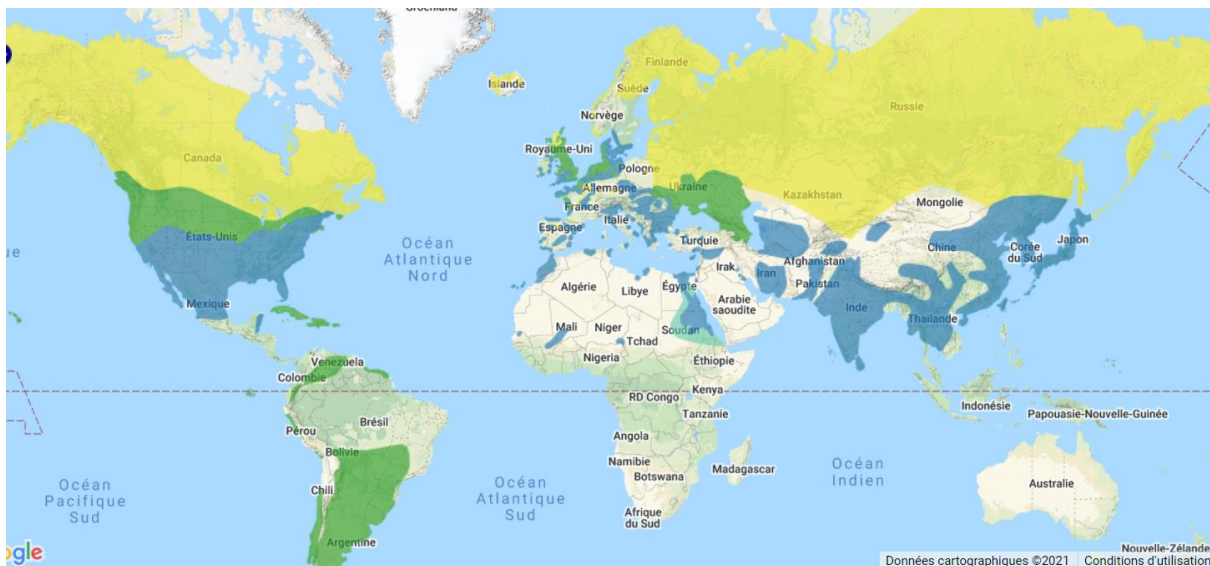 Groenland
Islande
Finlande
Suède
Russie
Norvège
Royaume-Uni
Canada
Pologne
Allemagne
Ukraine
Kazakhstan
Mongolie
France
Italie
États-Unis
Espagne
Turquie
Chine
Corée
du Sud
Japon
Océan
Atlantique
Nord
Irak
Iran
Afghanistan
Pakistan
Algérie
Libye
Égypte
Arabie
saoudite
Inde
Mexique
Mali
Niger
Tchad
Soudan
Thaïlande
Nigeria
Éthiopie
Venezuela
Colombie
RD Congo
Kenya
Tanzanie
Indonésie
Papouasie-Nouvelle-Guinée
Brésil
Pérou
Bolivie
Angola
Namibie
Botswana
Madagascar
Océan
Indien
Australie
Océan
Pacifique
Sud
Chili
Océan
Atlantique
Sud
Afrique
du Sud
Argentine
Nouvelle-Zélande
ogle
Données cartographiques ©2021
Conditions d'utilisation